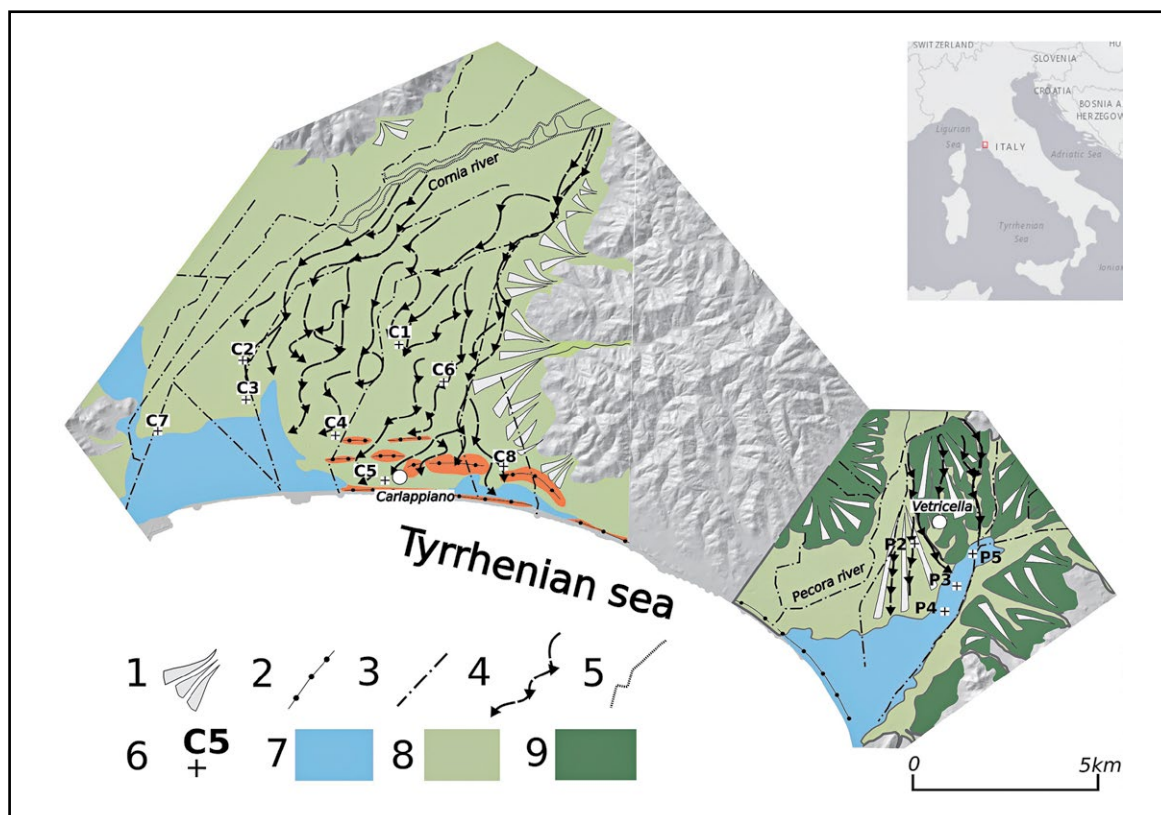 SWITZERLAND
HU
SLOVENIA
CROATIA
BOSNIA A
HERZEGOV
Ligurian
Sea
ITALY
Adriatic Sea
Tyrrhenian
Sea
Ionian
Cornia river
C1
C2
C6
C3
C7
C4
C8
C5
Carlappiano
Tyrrhenian sea
Vetricella
P2
P5
Pecora river
P3
P4
1 2 3 4 5
6 C5 7 8 9
0 5km